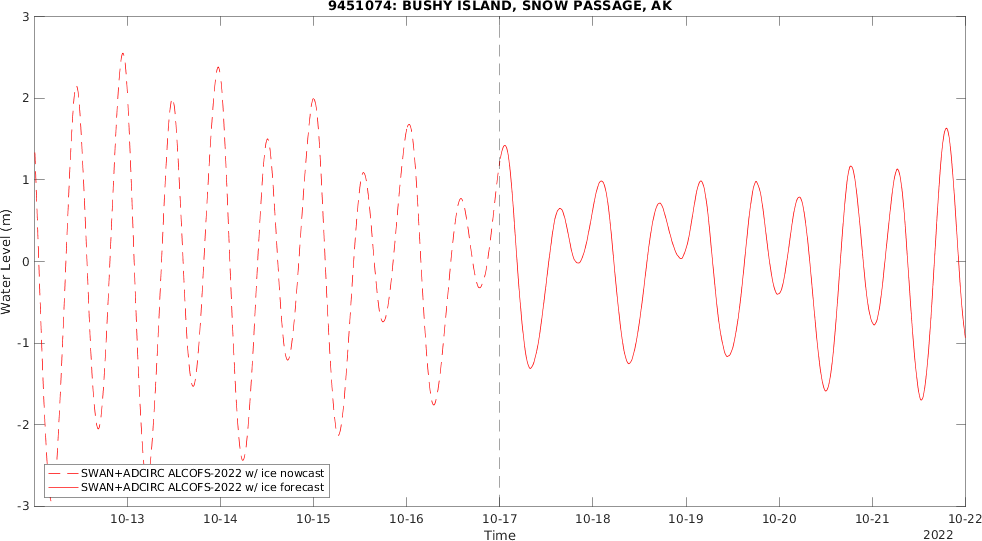 9451074: BUSHY ISLAND, SNOW PASSAGE, AK
3
2
1
0
-1
-2
-3
Water Level (m)
SWAN+ADCIRC ALCOFS-2022 w/ ice nowcast
SWAN+ADCIRC ALCOFS-2022 w/ ice forecast
10-13 10-14 10-15 10-16 10-17 10-18 10-19 10-20 10-21 10-22
Time
2022